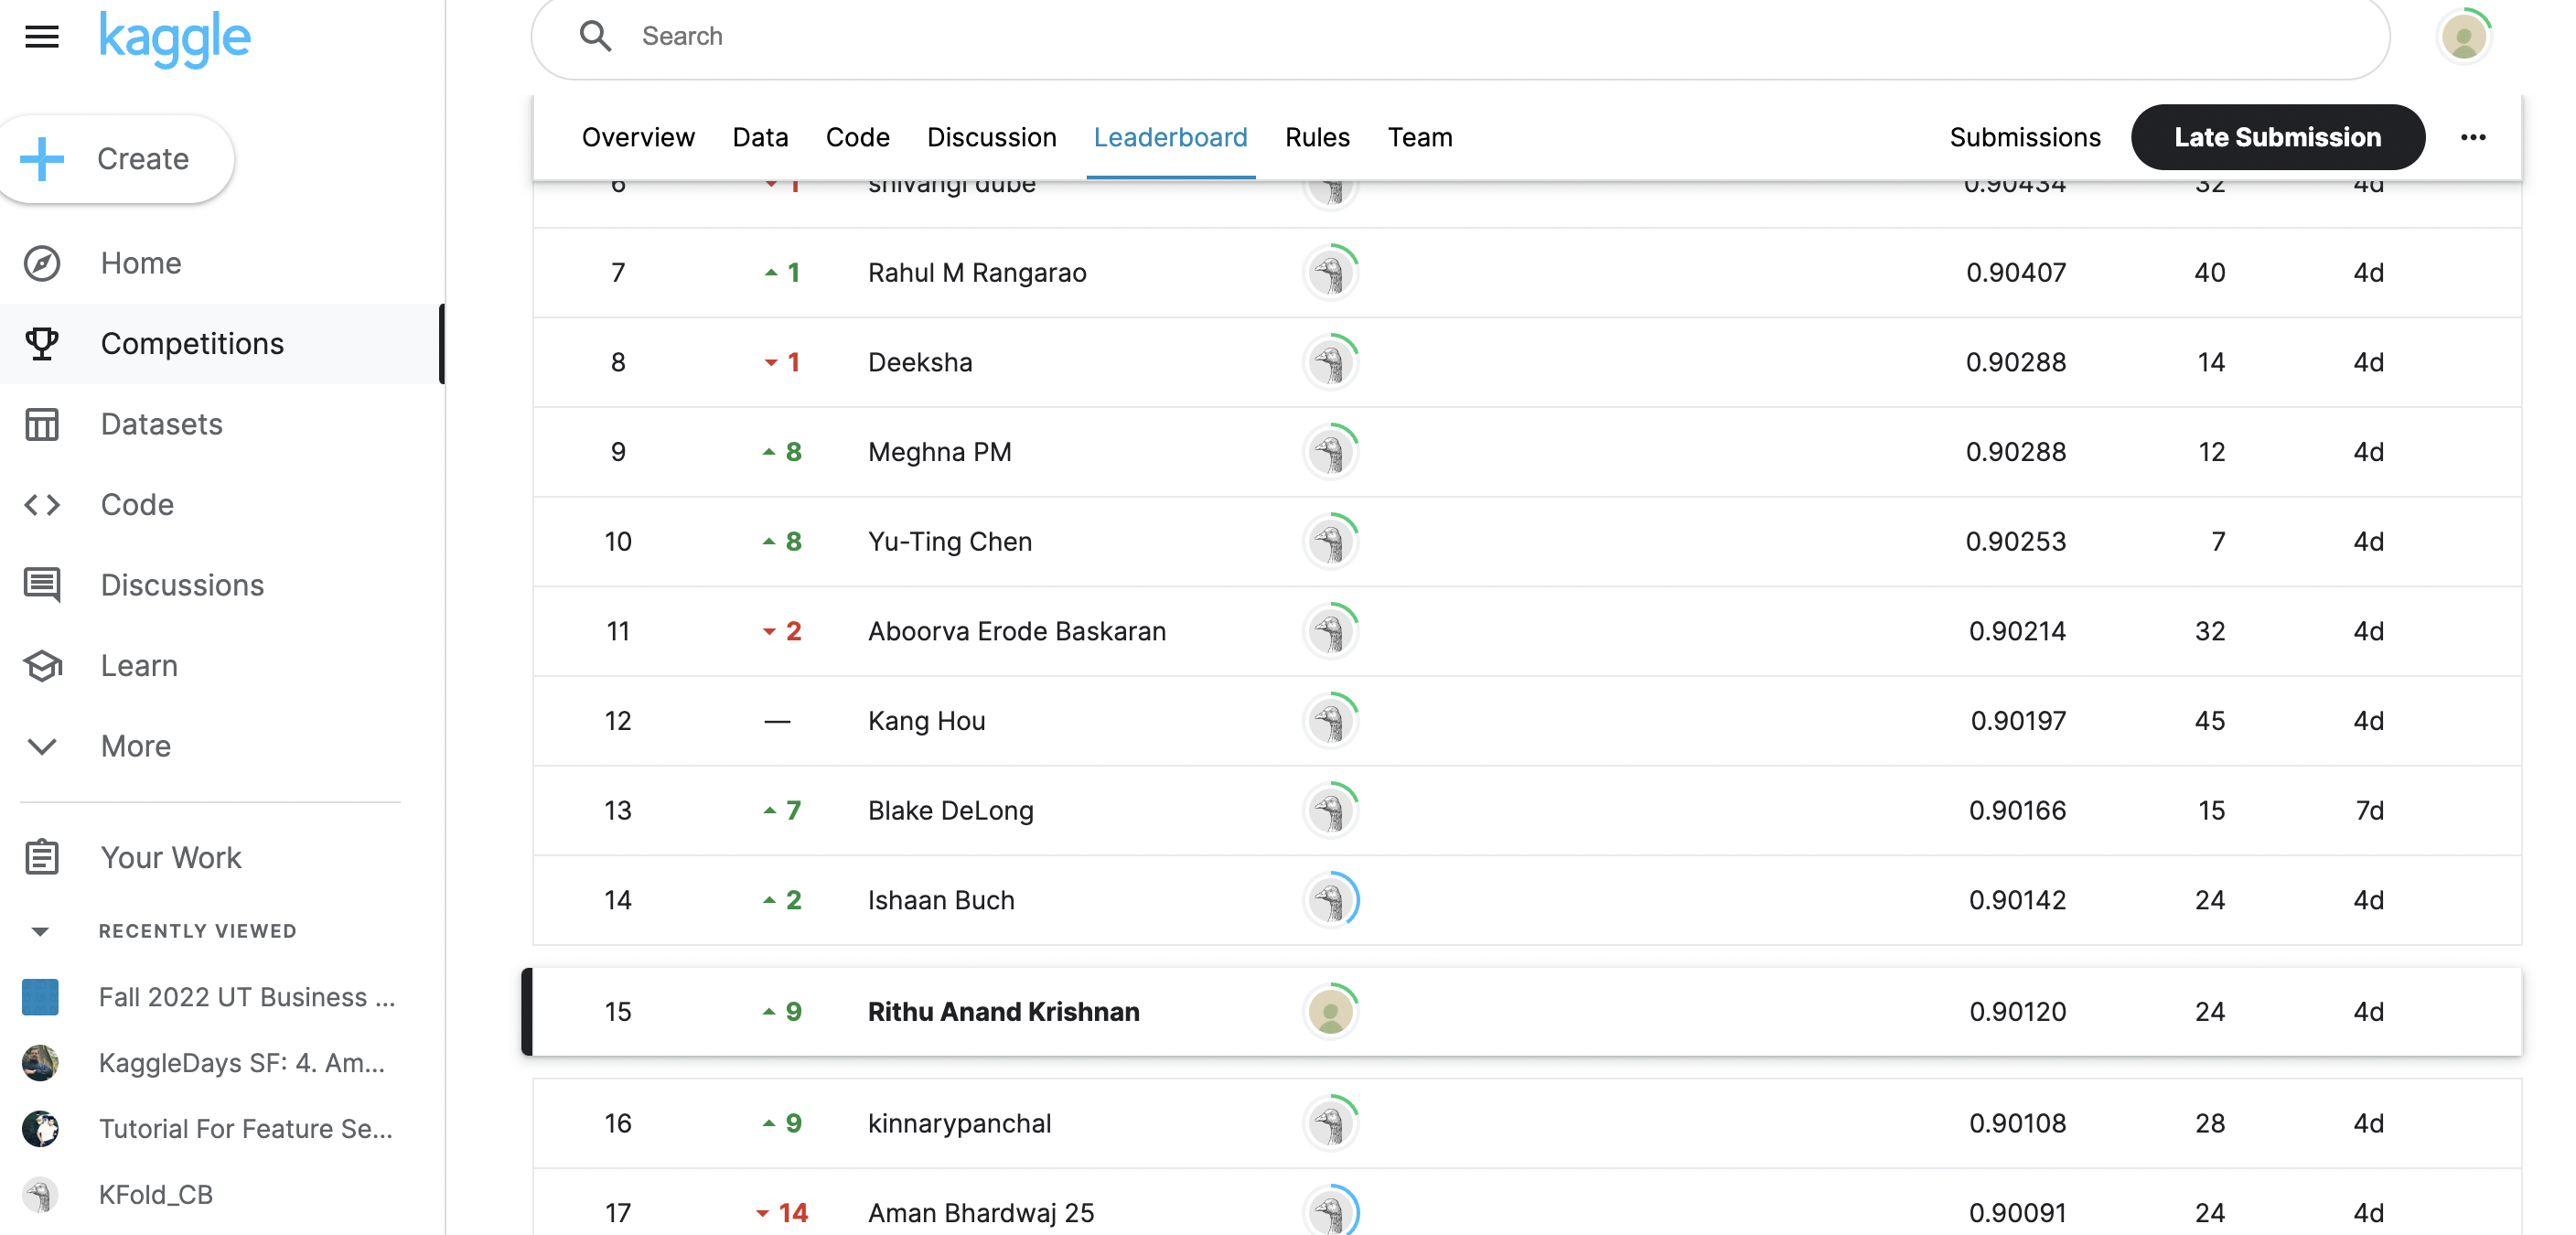 kaggle
Search
Create
Home
Competitions
Datasets
Code
Discussions
Learn
More
Your Work
RECENTLY VIEWED
Fall 2022 UT Business ...
KaggleDays SF: 4. Am...
Tutorial For Feature Se...
KFold_CB
Overview Data Code Discussion Leaderboard Rules Team Submissions Late Submission
6 1 shivangi dube 0.90434 32 4d
7 1 Rahul M Rangarao 0.90407 40 4d
8 1 Deeksha 0.90288 14 4d
9 8 Meghna PM 0.90288 12 4d
10 8 Yu-Ting Chen 0.90253 7 4d
11 2 Aboorva Erode Baskaran 0.90214 32 4d
12 — Kang Hou 0.90197 45 4d
13 7 Blake DeLong 0.90166 15 7d
14 2 Ishaan Buch 0.90142 24 4d
15 9 Rithu Anand Krishnan 0.90120 24 4d
16 9 kinnarypanchal 0.90108 28 4d
17 14 Aman Bhardwaj 25 0.90091 24 4d